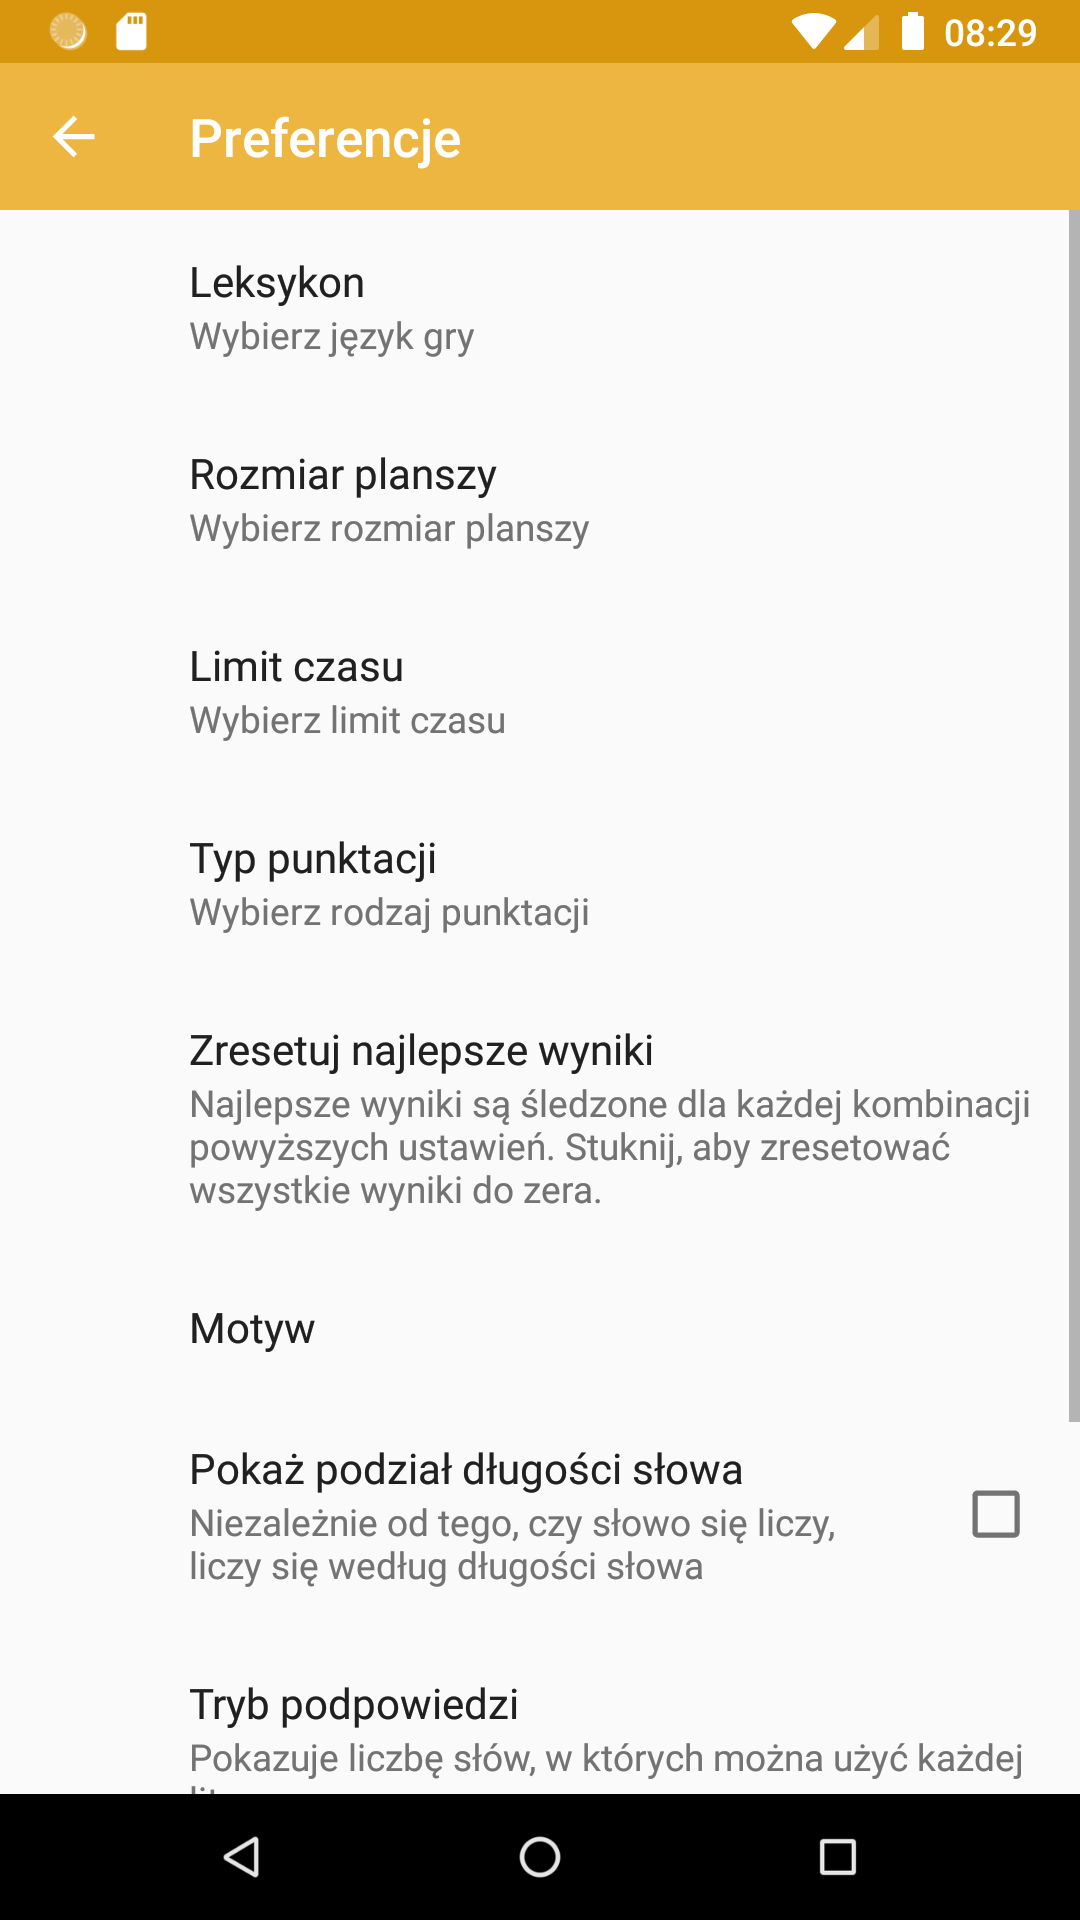 08:29
Preferencje
Leksykon
Wybierz język gry
Rozmiar planszy
Wybierz rozmiar planszy
Limit czasu
Wybierz limit czasu
Typ punktacji
Wybierz rodzaj punktacji
Zresetuj najlepsze wyniki
Najlepsze wyniki są śledzone dla każdej kombinacji
powyższych ustawień. Stuknij, aby zresetować
wszystkie wyniki do zera.
Motyw
Pokaż podział długości słowa
Niezależnie od tego, czy słowo się liczy,
liczy się według długości słowa
Tryb podpowiedzi
Pokazuje liczbę słów, w których można użyć każdej